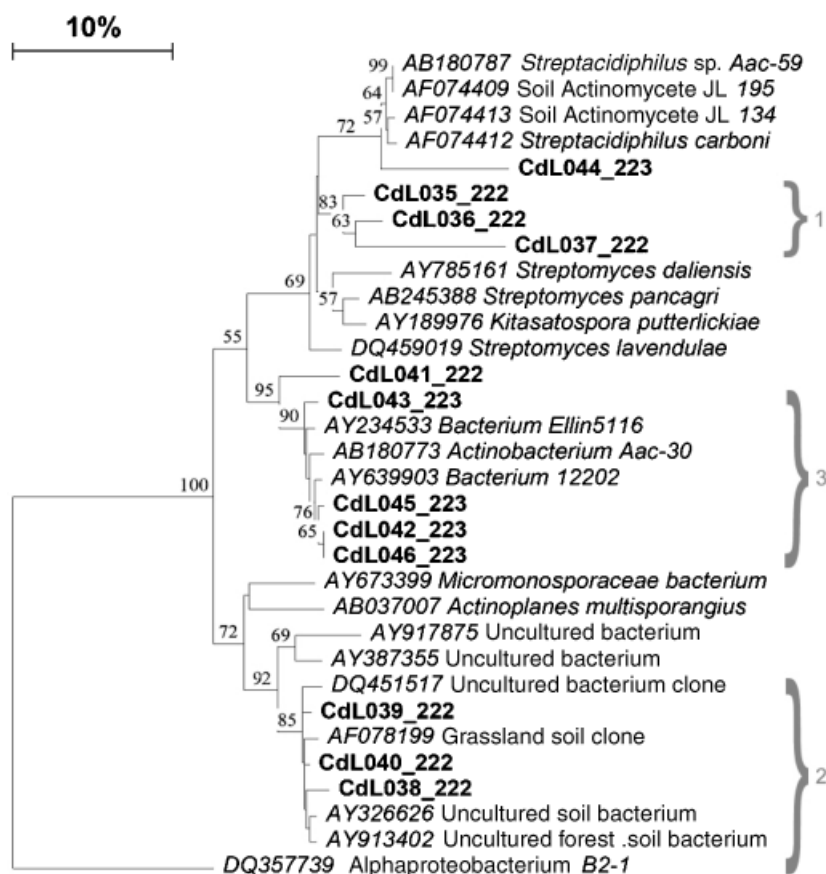 10%
99 AB180787 Streptacidiphilus sp. Aac-59
64 AF074409 Soil Actinomycete JL 195
57 AF074413 Soil Actinomycete JL 134
72 AF074412 Streptacidiphilus carboni
CdL044_223
83 CdL035_222
63 CdL036_222
1
CdL037_222
69 AY785161 Streptomyces daliensis
57 AB245388 Streptomyces pancagri
AY189976 Kitasatospora putterlickiae
55 DQ459019 Streptomyces lavendulae
95 CdL041_222
90 CdL043_223
AY234533 Bacterium Ellin5116
AB180773 Actinobacterium Aac-30
100 AY639903 Bacterium 12202
3
76 CdL045_223
65 CdL042_223
CdL046_223
AY673399 Micromonosporaceae bacterium
AB037007 Actinoplanes multisporangius
72 69 AY917875 Uncultured bacterium
92 AY387355 Uncultured bacterium
DQ451517 Uncultured bacterium clone
85 CdL039_222
AF078199 Grassland soil clone
CdL040_222
2
CdL038_222
AY326626 Uncultured soil bacterium
AY913402 Uncultured forest .soil bacterium
DQ357739 Alphaproteobacterium B2-1